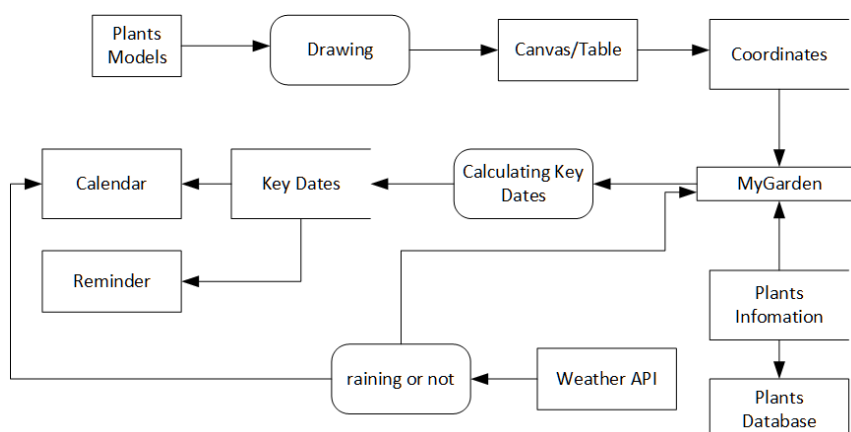 Plants
Models
Drawing
Canvas/Table
Coordinates
Calendar
Key Dates
Calculating Key
Dates
MyGarden
Reminder
Plants
Infomation
raining or not
Weather API
Plants
Database